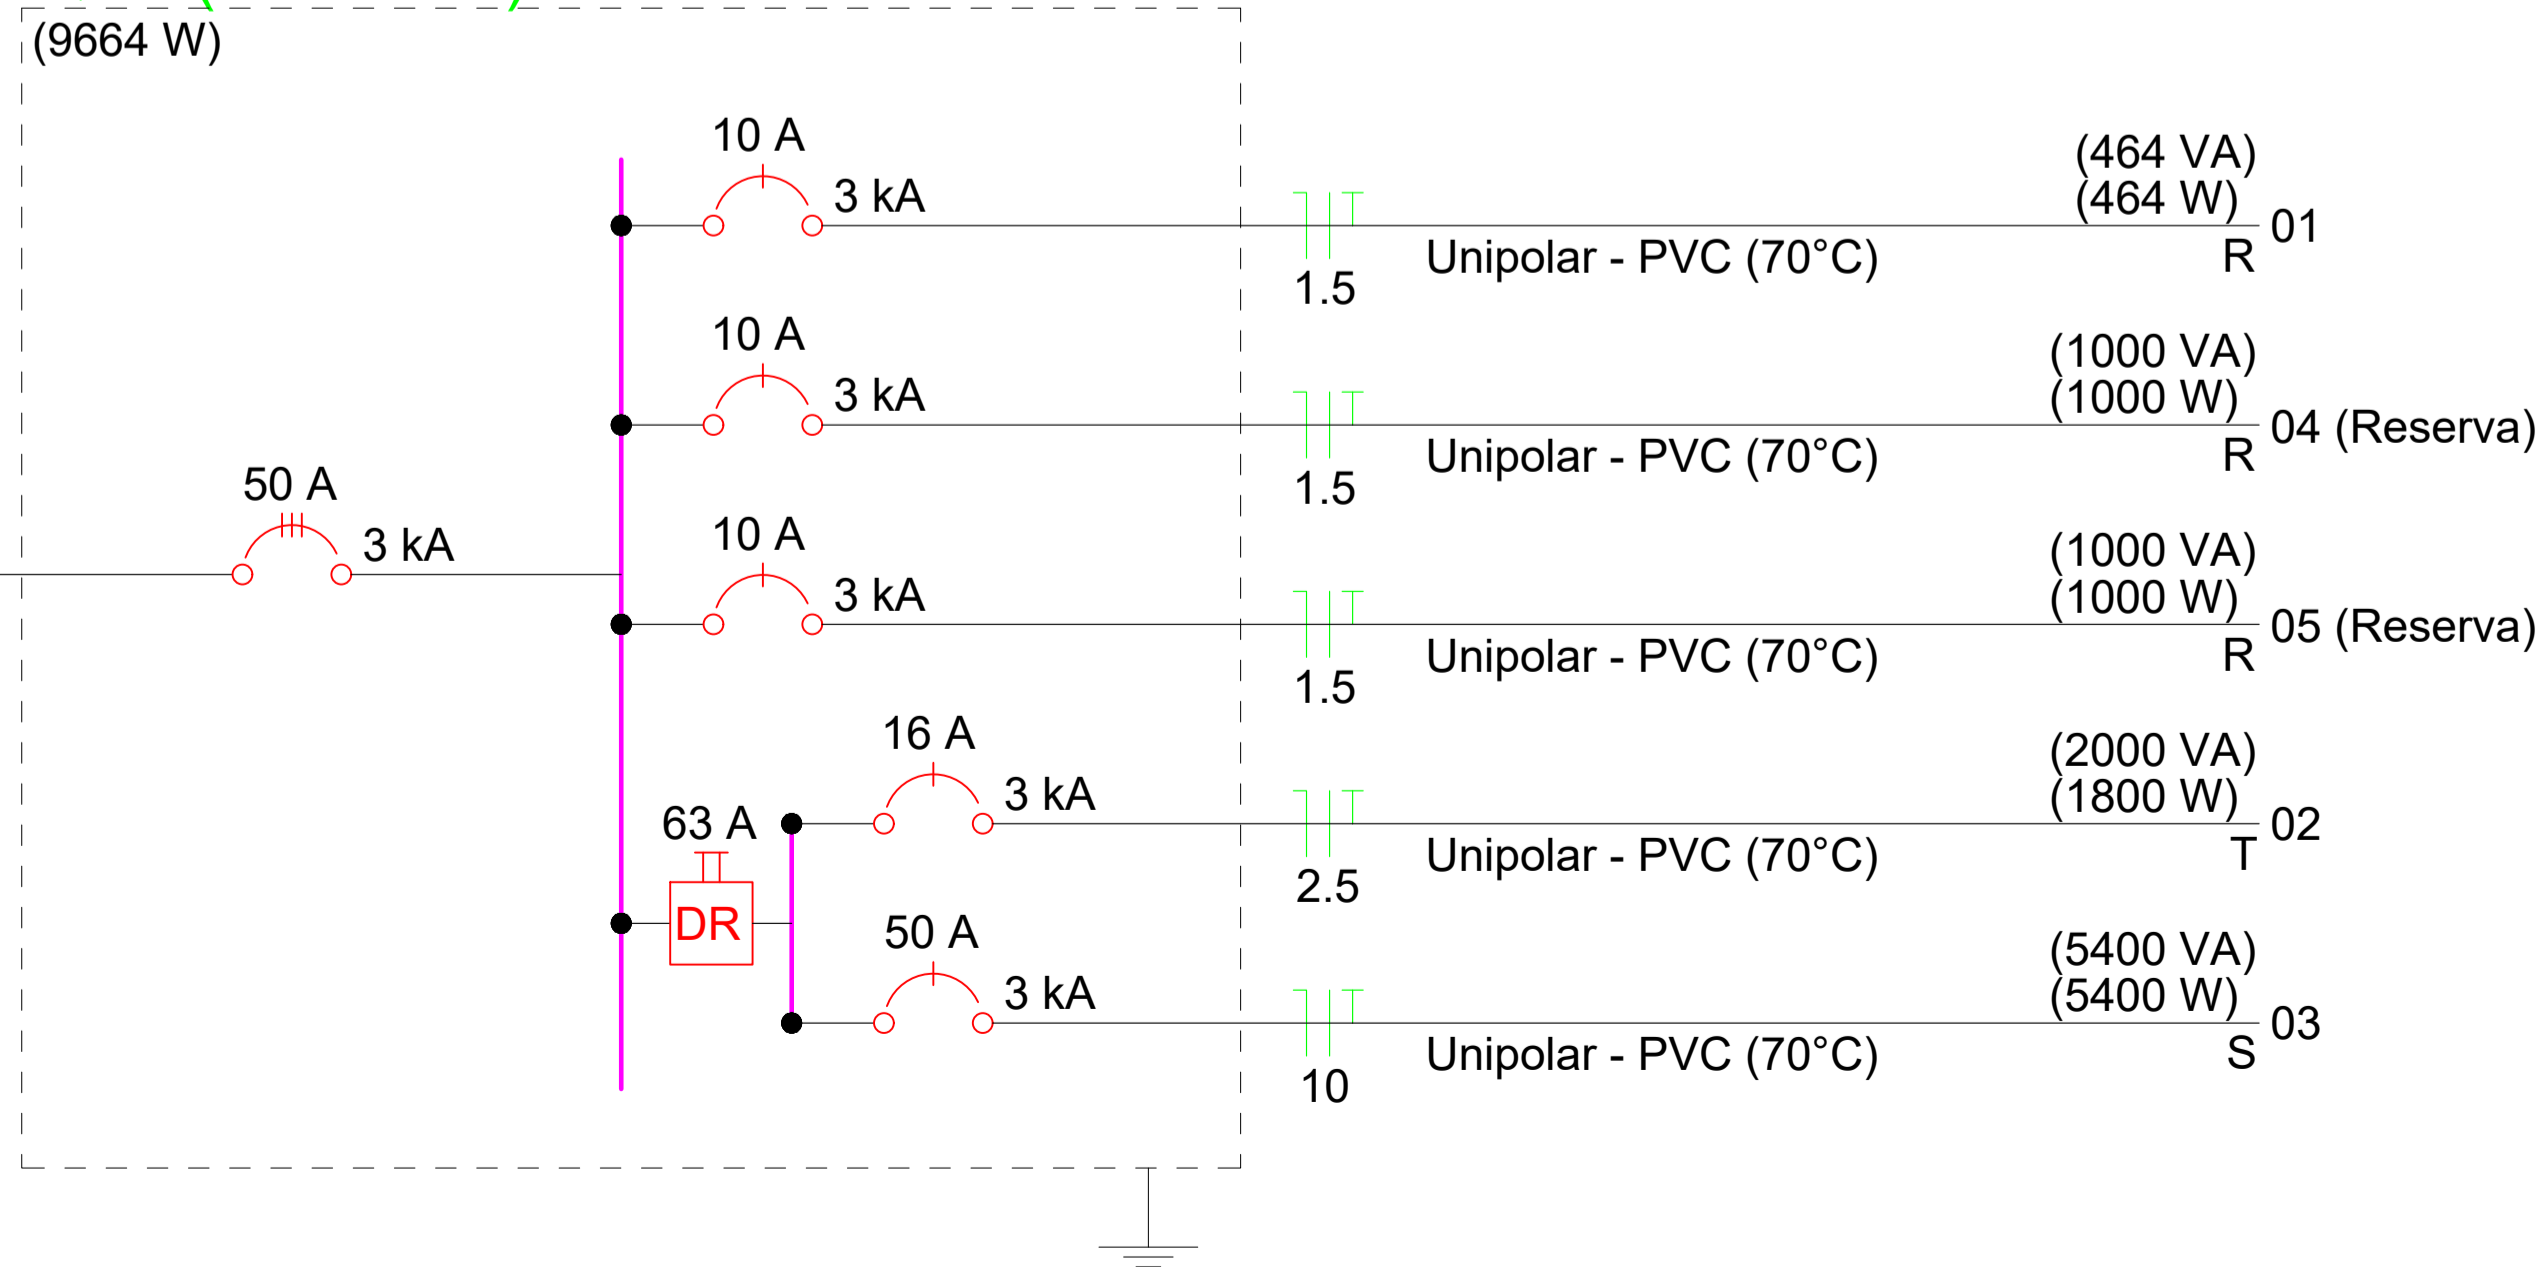 (9664 W)
10 A
3 kA
(464 VA)
(464 W)
01
Unipolar - PVC (70°C)
R
1.5
10 A
3 kA
(1000 VA)
(1000 W)
04 (Reserva)
Unipolar - PVC (70°C)
R
1.5
50 A
3 kA
10 A
3 kA
(1000 VA)
(1000 W)
05 (Reserva)
Unipolar - PVC (70°C)
R
1.5
16 A
3 kA
(2000 VA)
(1800 W)
02
Unipolar - PVC (70°C)
T
2.5
63 A
DR
50 A
3 kA
(5400 VA)
(5400 W)
03
Unipolar - PVC (70°C)
S
10